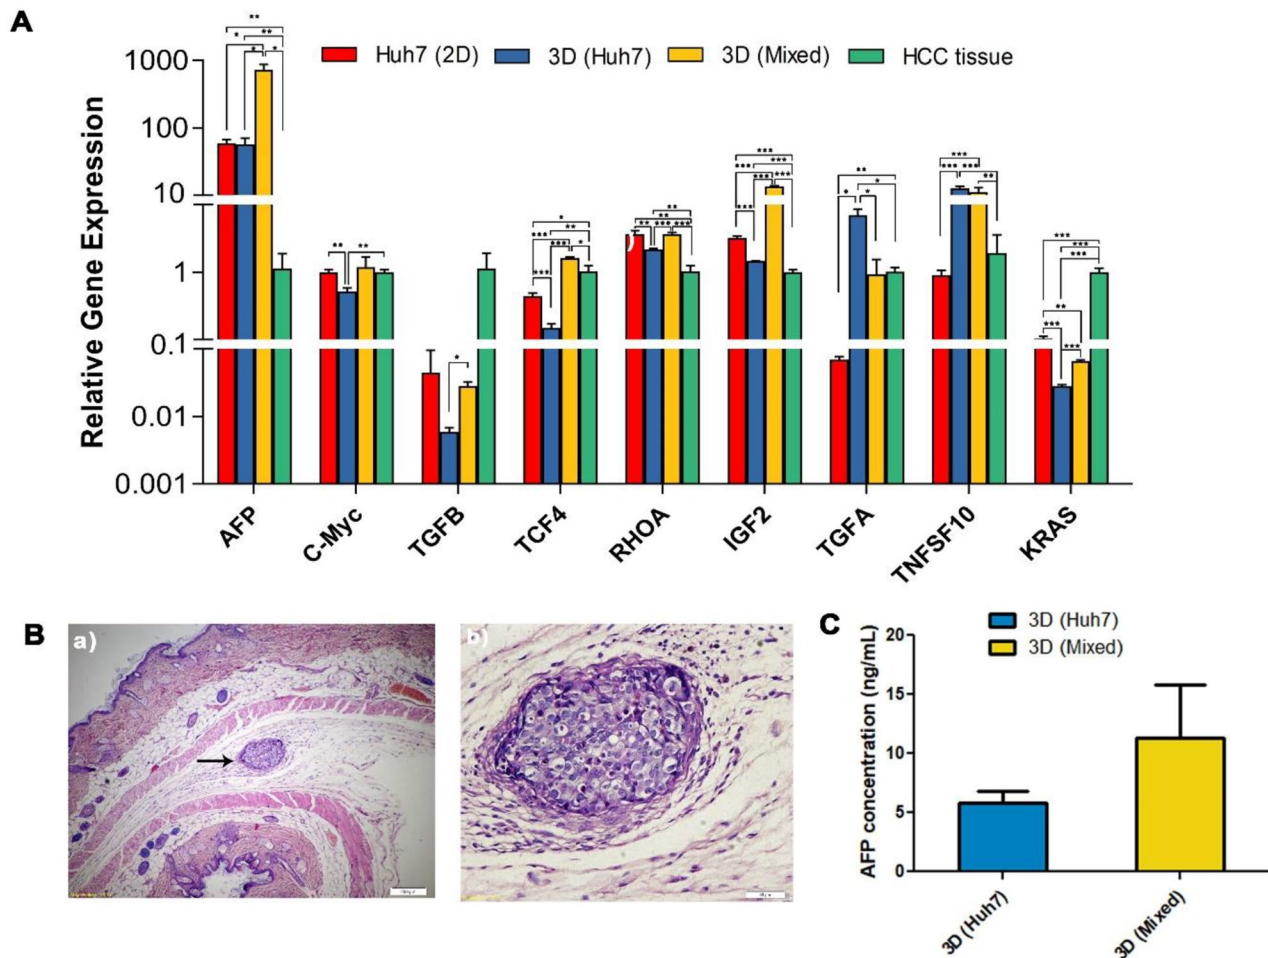 A
Huh7 (2D) 3D (Huh7) 3D (Mixed) HCC tissue
Relative Gene Expression
1000
100
10
1
0.1
0.01
0.001
** * ** * *
** **
*
* ** *** *** * ***
** ** ** *** ***
*** *** *** *** *** ***
** * * *
*** *** *** **
*** *** *** ** *** ***
)
AFP C-Myc TGFB TCF4 RHOA IGF2 TGFA TNFSF10 KRAS
B
a)
b)
C
3D (Huh7)
3D (Mixed)
AFP concentration (ng/mL)
20
15
10
5
0
3D (Huh7) 3D (Mixed)